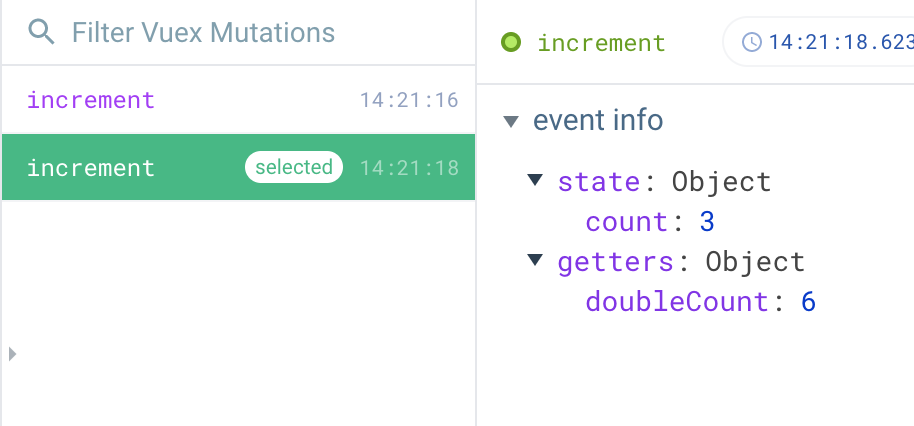 Filter Vuex Mutations
increment 14:21:16
increment selected 14:21:18
increment 14:21:18.623
event info
state: Object
count: 3
getters: Object
doubleCount: 6